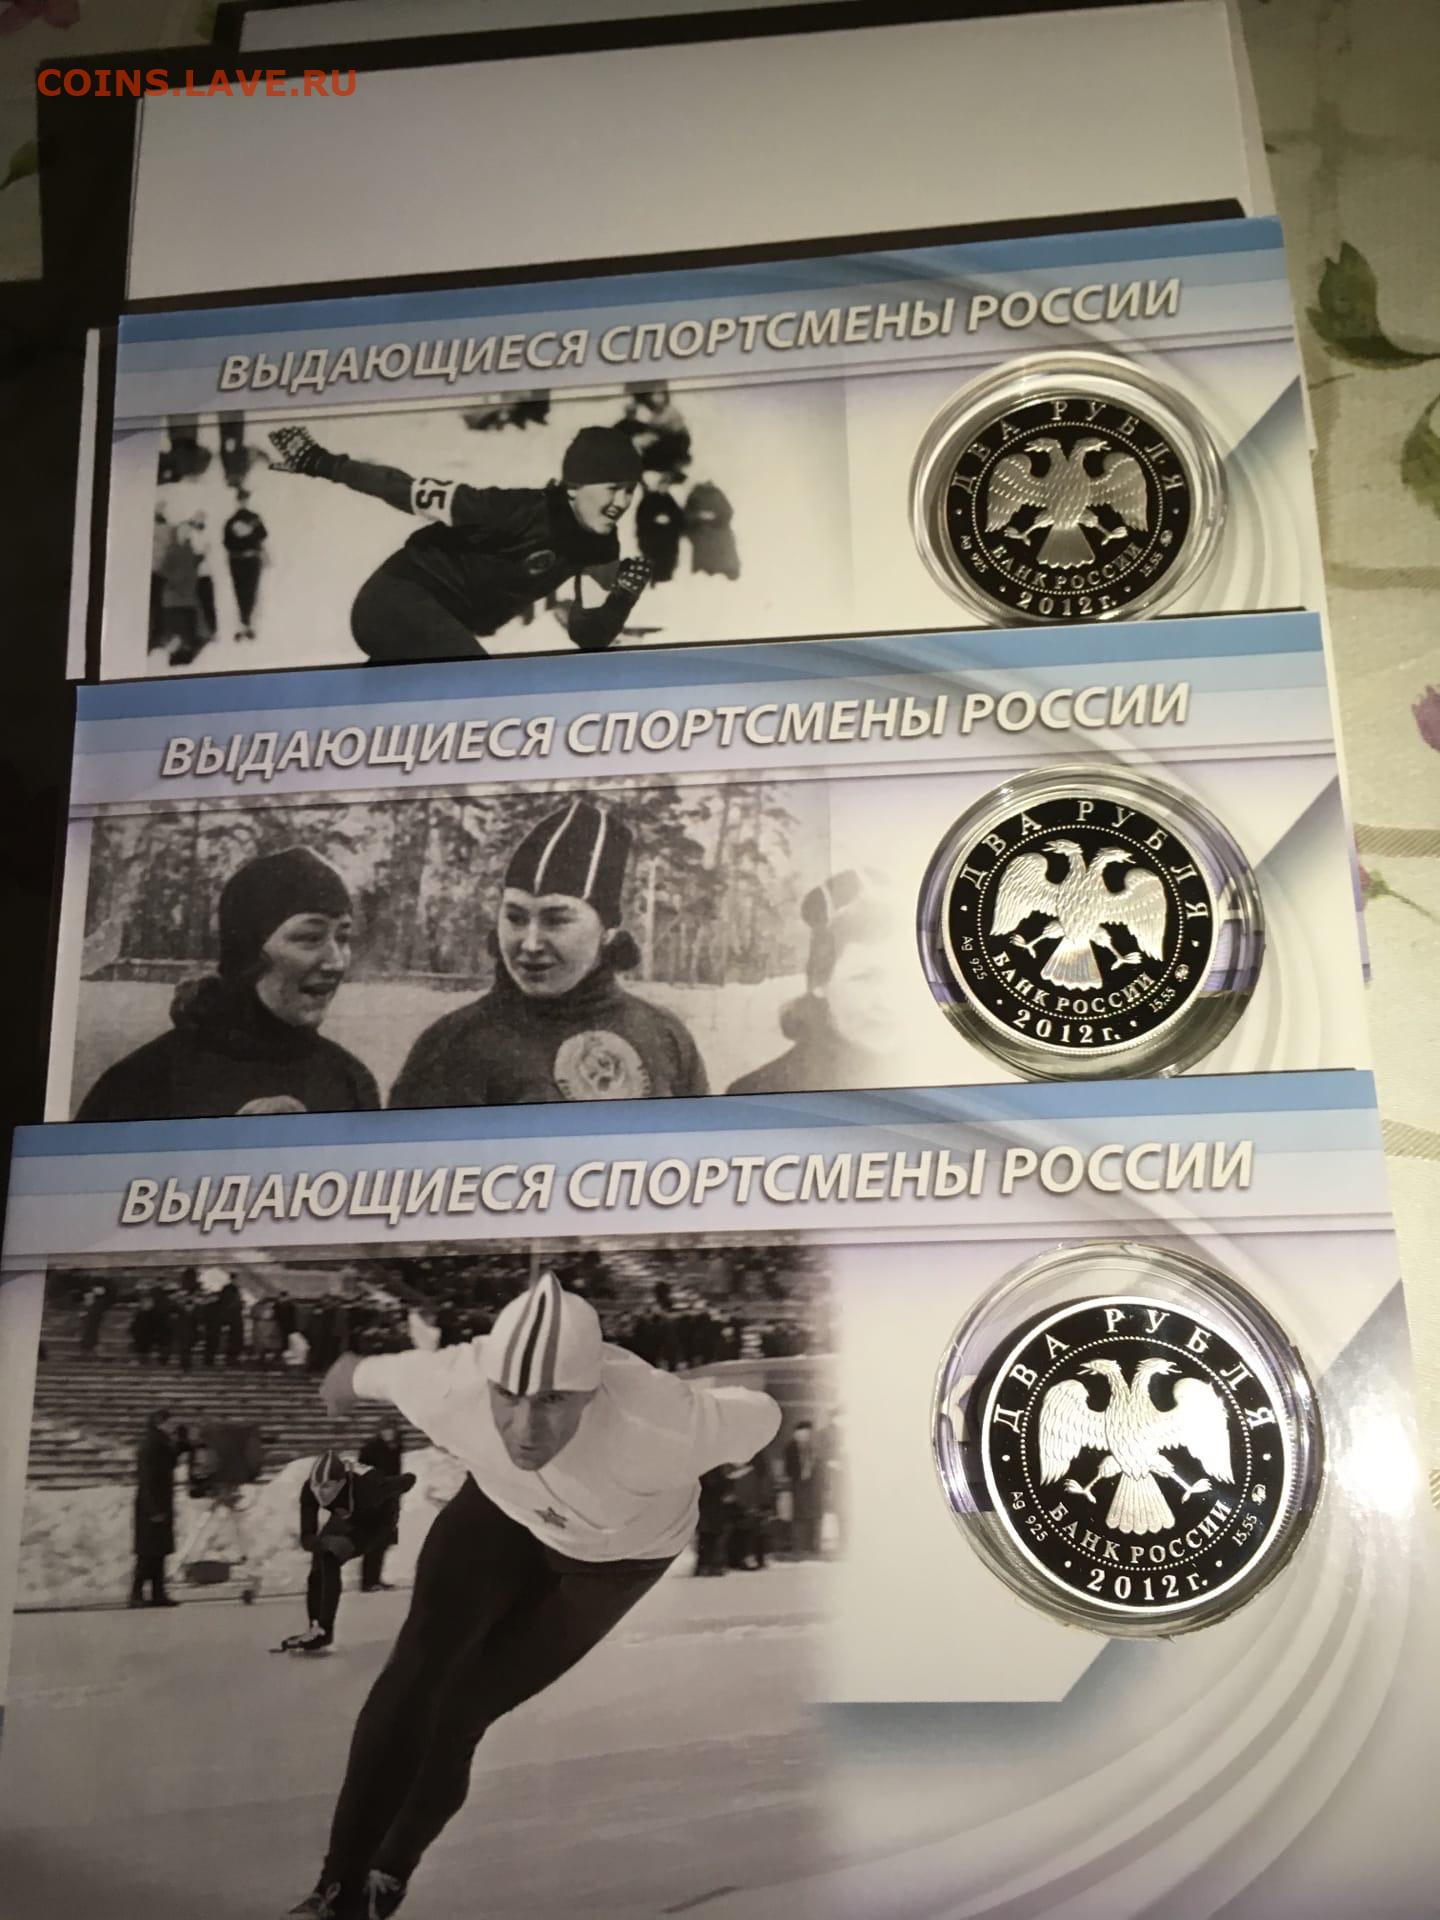 COINS.LAVE.RU
ВЫДАЮЩИЕСЯ СПОРТСМЕНЫ РОССИИ
25
ДВА РУБЛЯ
Ag 925
БАНК РОССИИ
15,55
2012 г.
ВЫДАЮЩИЕСЯ СПОРТСМЕНЫ РОССИИ
ДВА РУБЛЯ
Ag 925
БАНК РОССИИ
15,55
2012 г.
ВЫДАЮЩИЕСЯ СПОРТСМЕНЫ РОССИИ
ДВА РУБЛЯ
Ag 925
БАНК РОССИИ
15,55
2012 г.